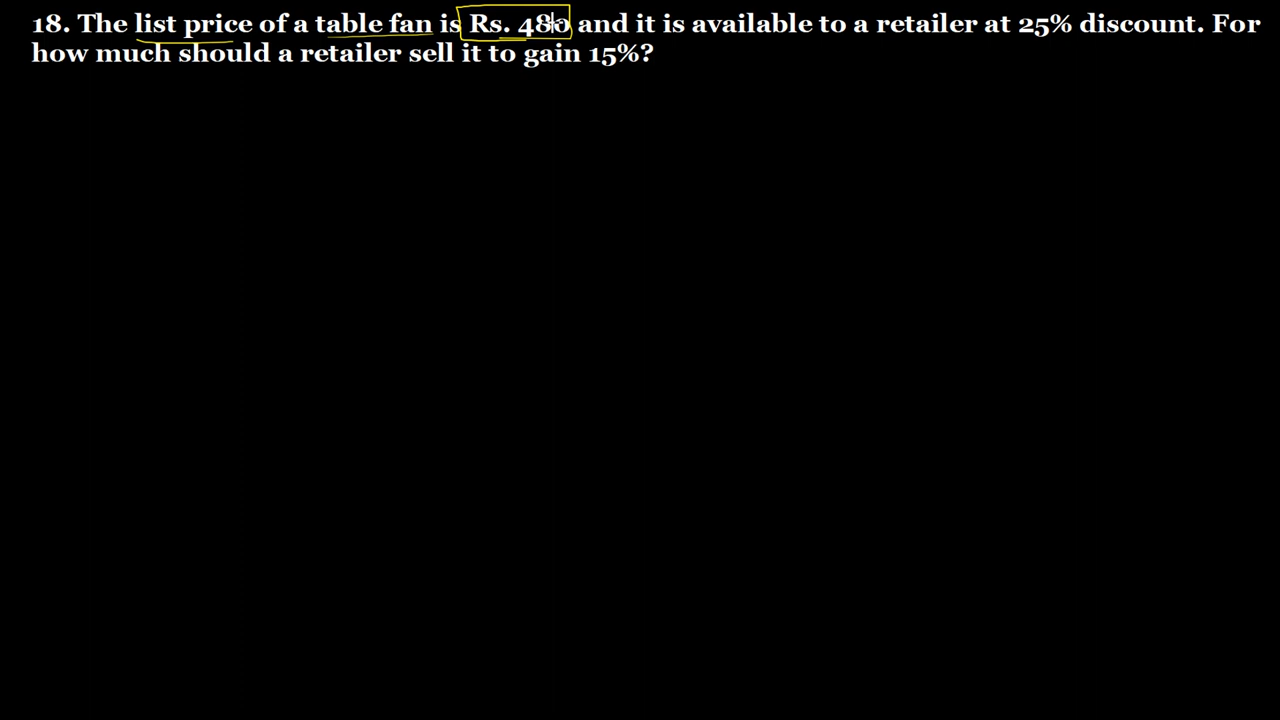 18. The list price of a table fan is Rs. 480 and it is available to a retailer at 25% discount. For
how much should a retailer sell it to gain 15%?